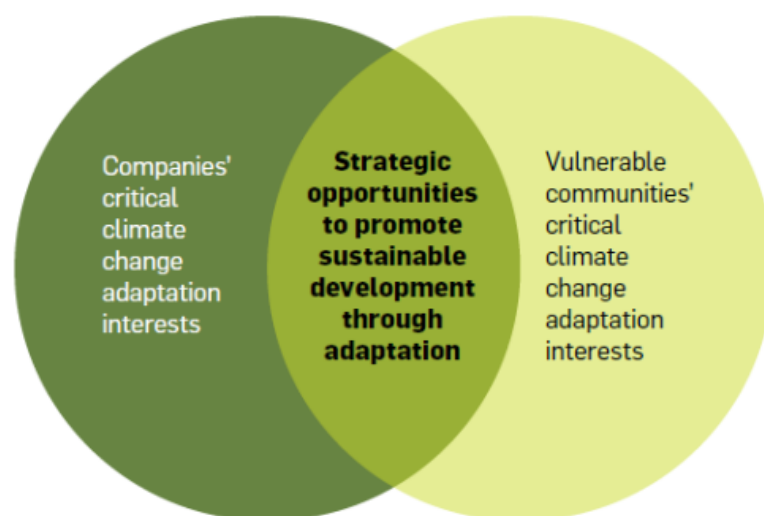 Companies'
critical
climate
change
adaptation
interests
Strategic
opportunities
to promote
sustainable
development
through
adaptation
Vulnerable
communities'
critical
climate
change
adaptation
interests